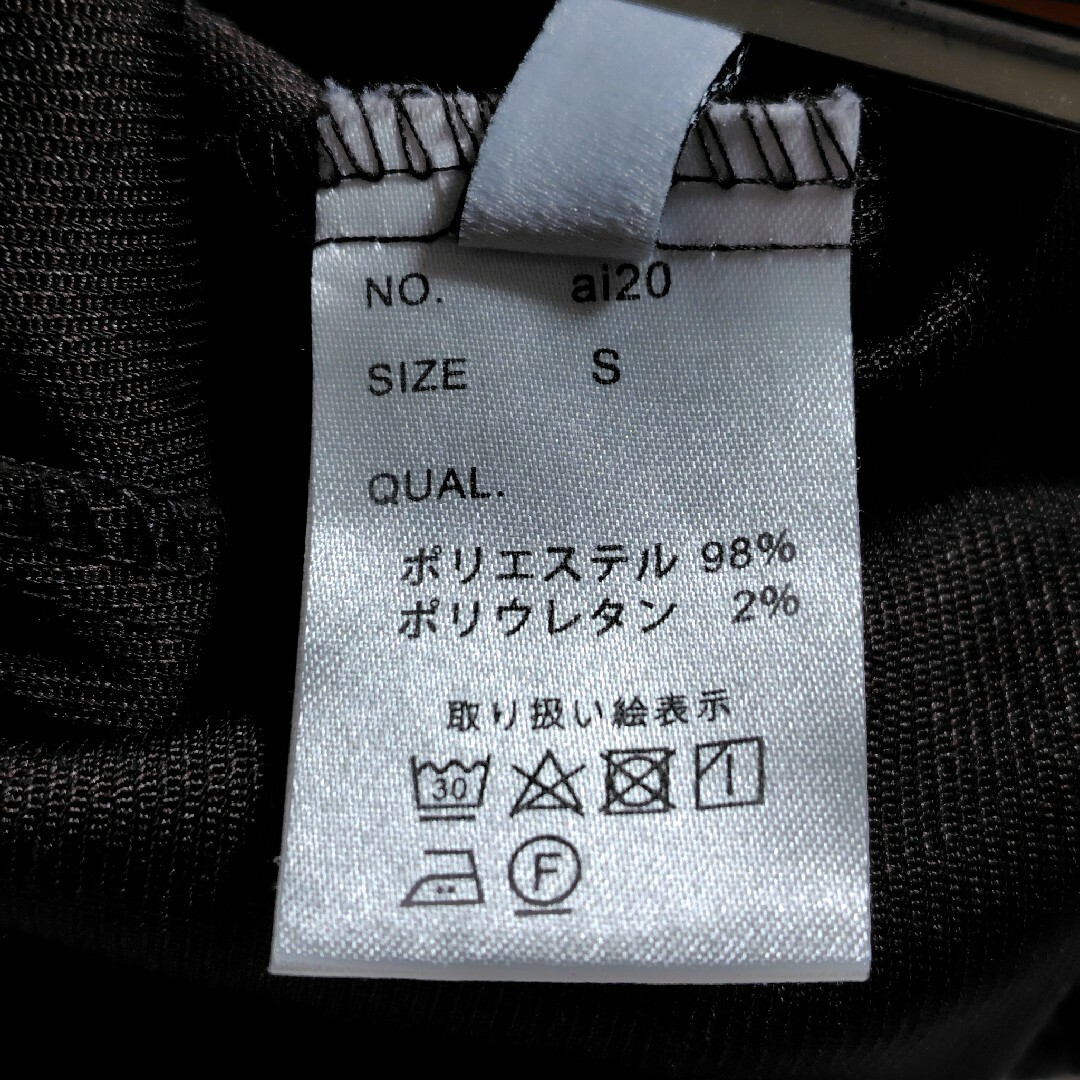 NO. ai20
SIZE S
QUAL.
ポリエステル 98%
ポリウレタン 2%
取り扱い絵表示
30
F